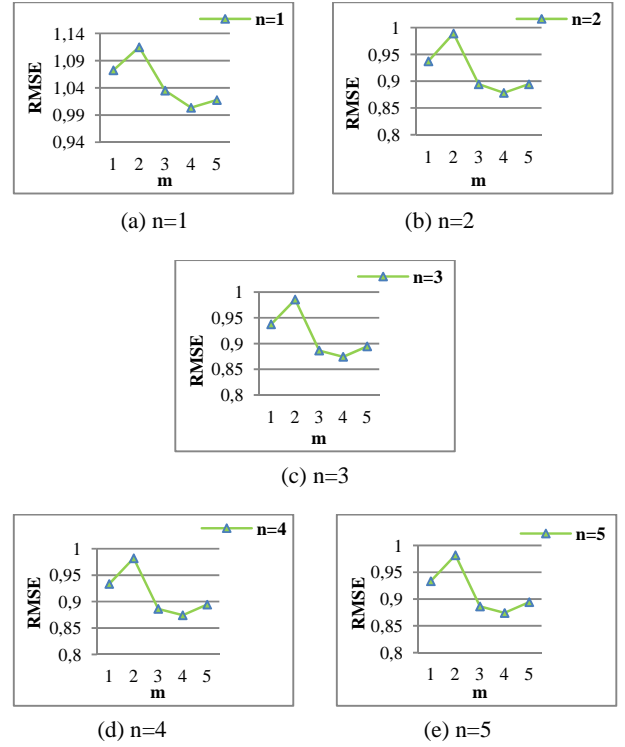 n=1
1,14
1,09
1,04
0,99
0,94
RMSE
1 2 3 4 5
m
(a) n=1
n=2
1
0,95
0,9
0,85
0,8
RMSE
1 2 3 4 5
m
(b) n=2
n=3
1
0,95
0,9
0,85
0,8
RMSE
1 2 3 4 5
m
(c) n=3
n=4
1
0,95
0,9
0,85
0,8
RMSE
1 2 3 4 5
m
(d) n=4
n=5
1
0,95
0,9
0,85
0,8
RMSE
1 2 3 4 5
m
(e) n=5